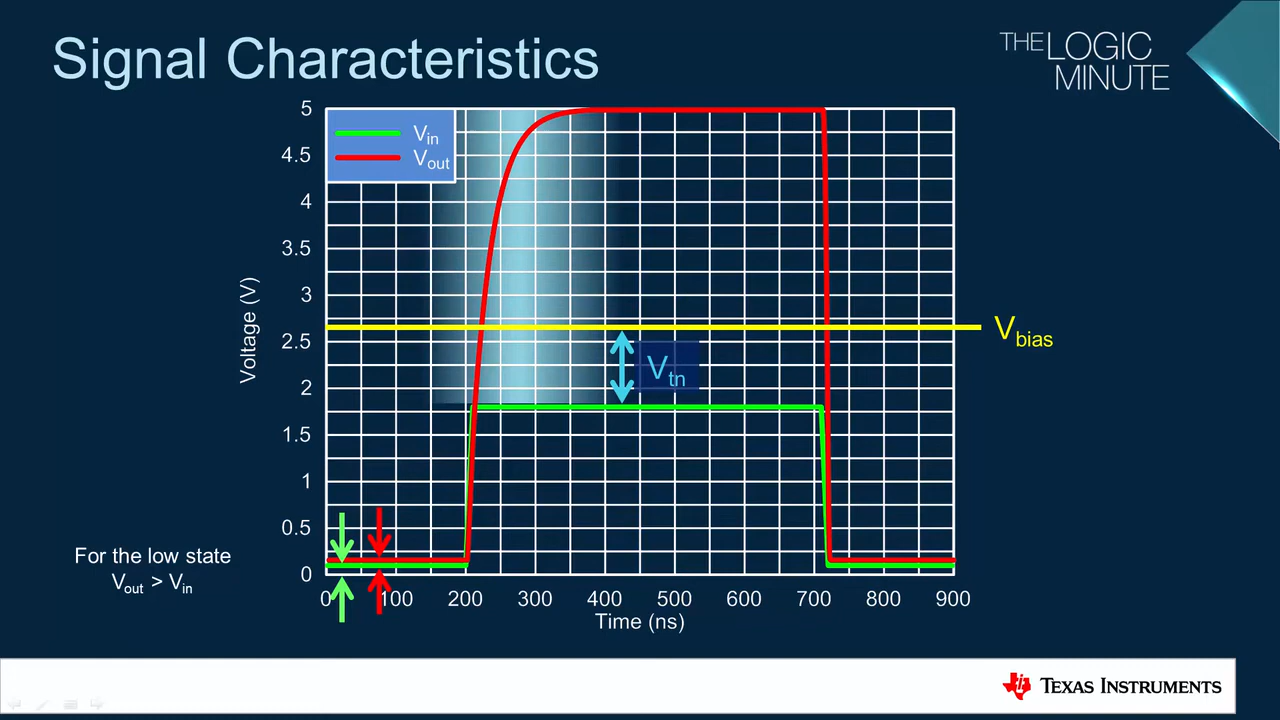 Signal Characteristics
THE LOGIC
MINUTE
5
4.5
4
3.5
3
2.5
2
1.5
1
0.5
0
Voltage (V)
Vin
Vout
Vbias
Vtn
For the low state
Vout > Vin
0 100 200 300 400 500 600 700 800 900
Time (ns)
TEXAS INSTRUMENTS